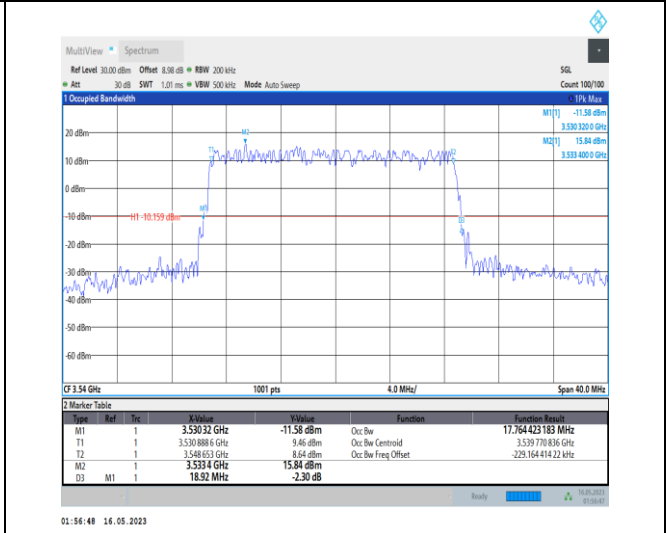 MultiView Spectrum
Ref Level 30.00 dBm Offset 8.98 dB RBW 200 kHz SGL
Att 30 dB SWT 1.01 ms VBW 500 kHz Mode Auto Sweep Count 100/100
1 Occupied Bandwidth 1Pk Max
M1[1] -11.58 dBm
3.530 320 0 GHz
M2[1] 15.84 dBm
3.533 400 0 GHz
20 dBm
M2
T1 T2
10 dBm
0 dBm
M1
-10 dBm H1 -10.159 dBm D3
-20 dBm
-30 dBm
-40 dBm
-50 dBm
-60 dBm
CF 3.54 GHz 1001 pts 4.0 MHz/ Span 40.0 MHz
2 Marker Table
Type Ref Trc X-Value Y-Value Function Function Result
M1 1 3.53032 GHz -11.58 dBm Occ Bw 17.764 423 183 MHz
T1 1 3.530 888 6 GHz 9.46 dBm Occ Bw Centroid 3.539 770 836 GHz
T2 1 3.548 653 GHz 8.64 dBm Occ Bw Freq Offset -229.164 414 22 kHz
M2 1 3.5334 GHz 15.84 dBm
D3 M1 1 18.92 MHz -2.30 dB
Ready 16.05.2023
01:56:47
01:56:48 16.05.2023